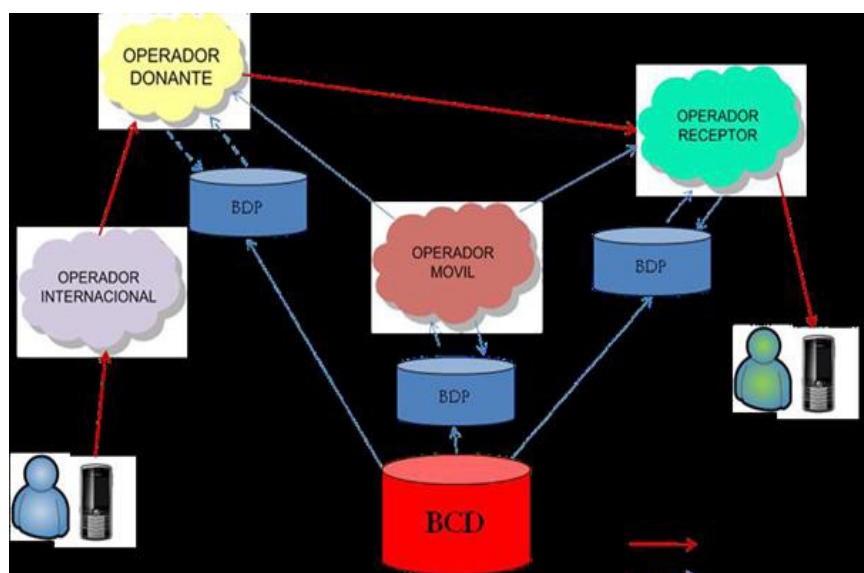 OPERADOR
DONANTE
OPERADOR
RECEPTOR
BDP
OPERADOR
MOVIL
BDP
OPERADOR
INTERNACIONAL
BDP
BCD